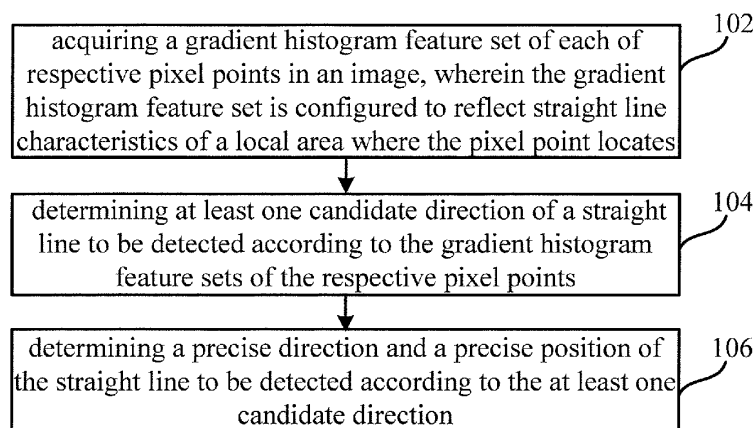 acquiring a gradient histogram feature set of each of
respective pixel points in an image, wherein the gradient
histogram feature set is configured to reflect straight line
characteristics of a local area where the pixel point locates
102
determining at least one candidate direction of a straight
line to be detected according to the gradient histogram
feature sets of the respective pixel points
104
determining a precise direction and a precise position of
the straight line to be detected according to the at least one
candidate direction
106